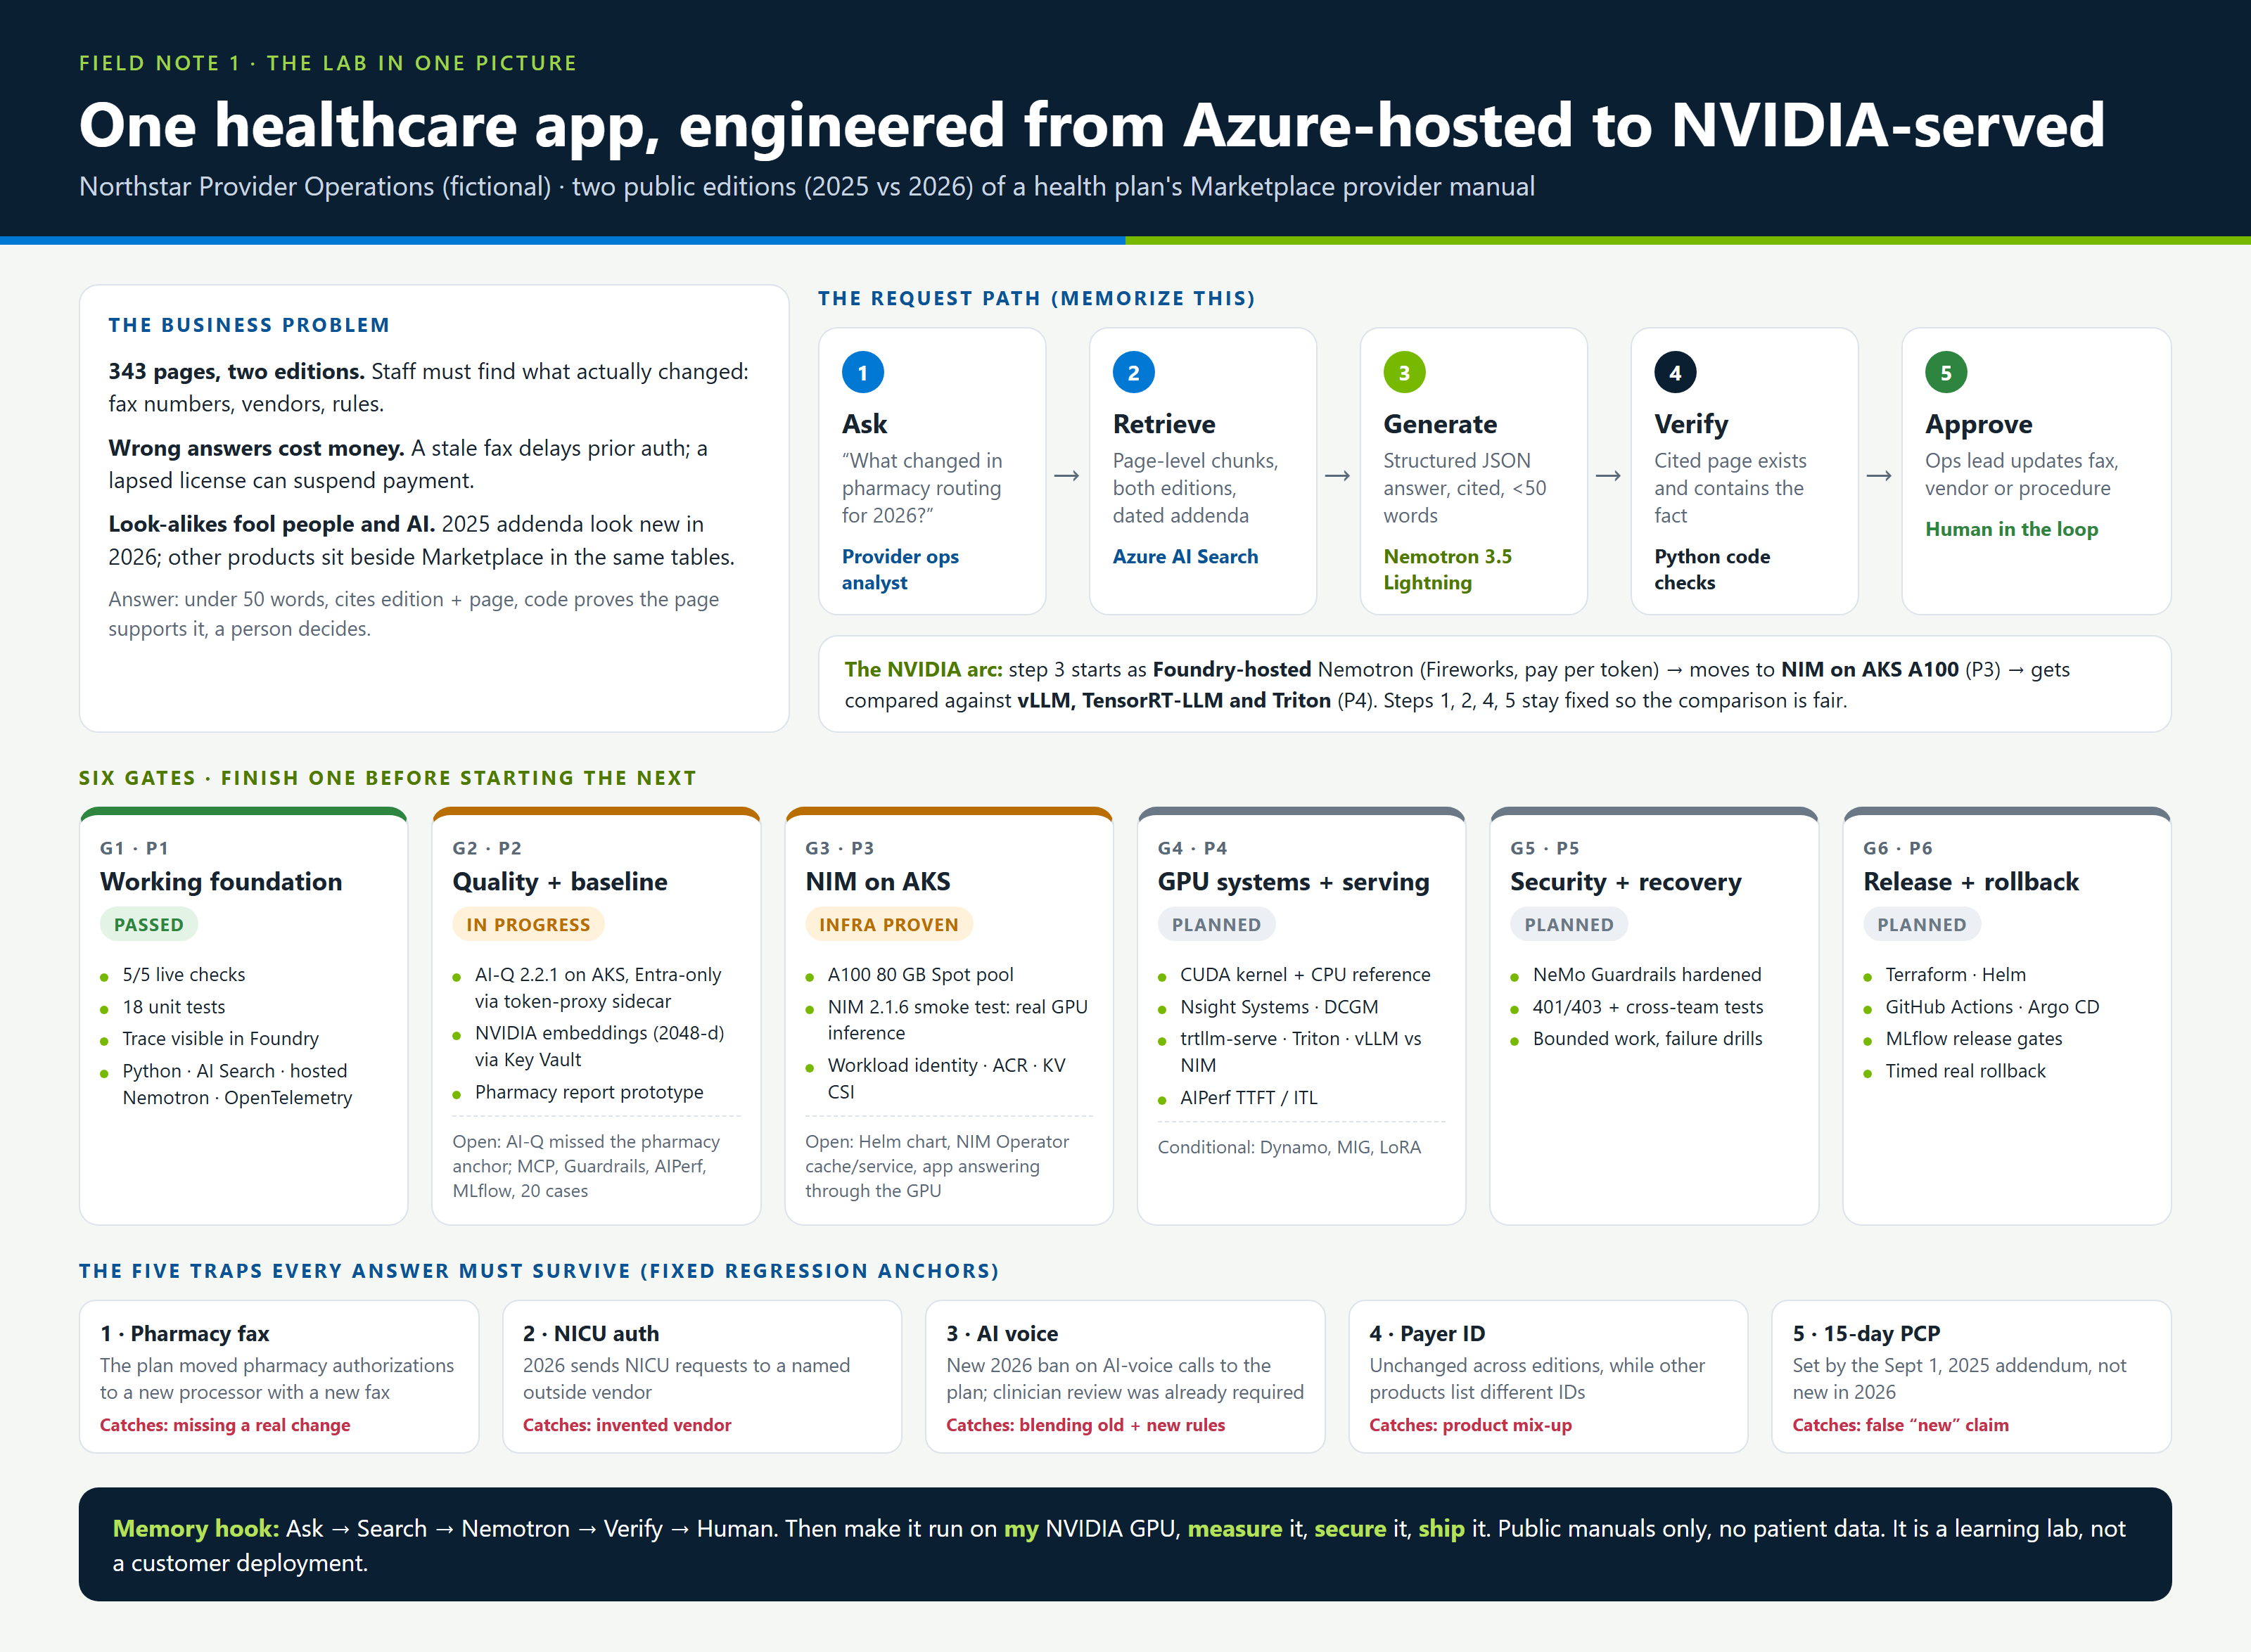 FIELD NOTE 1 · THE LAB IN ONE PICTURE
One healthcare app, engineered from Azure-hosted to NVIDIA-served
Northstar Provider Operations (fictional) · two public editions (2025 vs 2026) of a health plan's Marketplace provider manual
THE BUSINESS PROBLEM
343 pages, two editions. Staff must find what actually changed:
fax numbers, vendors, rules.
Wrong answers cost money. A stale fax delays prior auth; a
lapsed license can suspend payment.
Look-alikes fool people and AI. 2025 addenda look new in
2026; other products sit beside Marketplace in the same tables.
Answer: under 50 words, cites edition + page, code proves the page
supports it, a person decides.
THE REQUEST PATH (MEMORIZE THIS)
1
Ask
“What changed in
pharmacy routing
for 2026?”
Provider ops
analyst
→
2
Retrieve
Page-level chunks,
both editions,
dated addenda
Azure AI Search
→
3
Generate
Structured JSON
answer, cited, <50
words
Nemotron 3.5
Lightning
→
4
Verify
Cited page exists
and contains the
fact
Python code
checks
→
5
Approve
Ops lead updates fax,
vendor or procedure
Human in the loop
The NVIDIA arc: step 3 starts as Foundry-hosted Nemotron (Fireworks, pay per token) → moves to NIM on AKS A100 (P3) → gets
compared against vLLM, TensorRT-LLM and Triton (P4). Steps 1, 2, 4, 5 stay fixed so the comparison is fair.
SIX GATES · FINISH ONE BEFORE STARTING THE NEXT
G1 · P1
Working foundation
PASSED
5/5 live checks
18 unit tests
Trace visible in Foundry
Python · AI Search · hosted
Nemotron · OpenTelemetry
G2 · P2
Quality + baseline
IN PROGRESS
AI-Q 2.2.1 on AKS, Entra-only
via token-proxy sidecar
NVIDIA embeddings (2048-d)
via Key Vault
Pharmacy report prototype
Open: AI-Q missed the pharmacy
anchor; MCP, Guardrails, AIPerf,
MLflow, 20 cases
G3 · P3
NIM on AKS
INFRA PROVEN
A100 80 GB Spot pool
NIM 2.1.6 smoke test: real GPU
inference
Workload identity · ACR · KV
CSI
Open: Helm chart, NIM Operator
cache/service, app answering
through the GPU
G4 · P4
GPU systems + serving
PLANNED
CUDA kernel + CPU reference
Nsight Systems · DCGM
trtllm-serve · Triton · vLLM vs
NIM
AIPerf TTFT / ITL
Conditional: Dynamo, MIG, LoRA
G5 · P5
Security + recovery
PLANNED
NeMo Guardrails hardened
401/403 + cross-team tests
Bounded work, failure drills
G6 · P6
Release + rollback
PLANNED
Terraform · Helm
GitHub Actions · Argo CD
MLflow release gates
Timed real rollback
THE FIVE TRAPS EVERY ANSWER MUST SURVIVE (FIXED REGRESSION ANCHORS)
1 · Pharmacy fax
The plan moved pharmacy authorizations
to a new processor with a new fax
Catches: missing a real change
2 · NICU auth
2026 sends NICU requests to a named
outside vendor
Catches: invented vendor
3 · AI voice
New 2026 ban on AI-voice calls to the
plan; clinician review was already required
Catches: blending old + new rules
4 · Payer ID
Unchanged across editions, while other
products list different IDs
Catches: product mix-up
5 · 15-day PCP
Set by the Sept 1, 2025 addendum, not
new in 2026
Catches: false “new” claim
Memory hook: Ask → Search → Nemotron → Verify → Human. Then make it run on my NVIDIA GPU, measure it, secure it, ship it. Public manuals only, no patient data. It is a learning lab, not
a customer deployment.